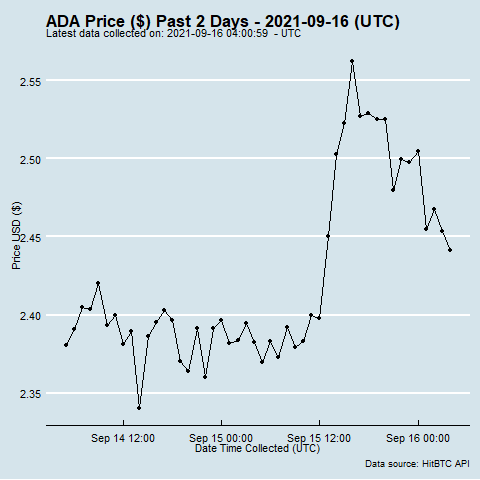 ADA Price ($) Past 2 Days - 2021-09-16 (UTC)
Latest data collected on: 2021-09-16 04:00:59  - UTC
2.55
2.50
2.45
2.40
2.35
Price USD ($)
Sep 14 12:00
Sep 15 00:00
Sep 15 12:00
Sep 16 00:00
Date Time Collected (UTC)
Data source: HitBTC API